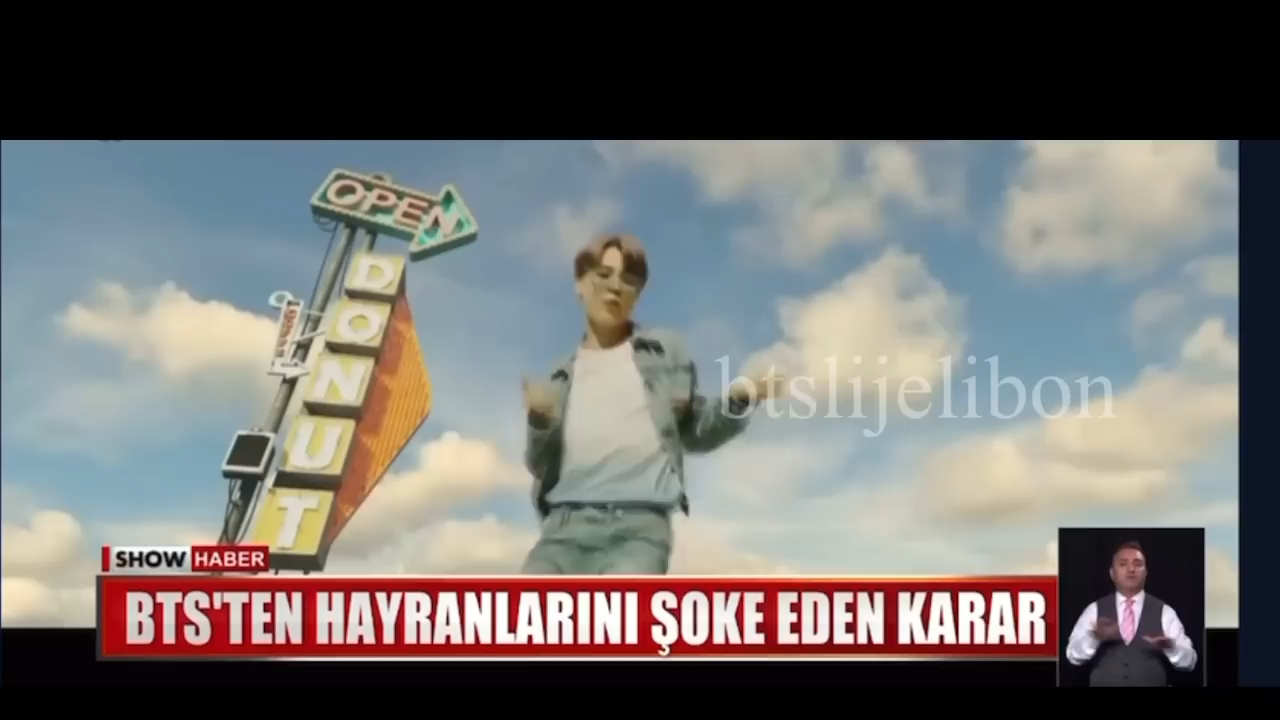 OPEN
DONUT
btslijelibon
SHOW HABER
BTS'TEN HAYRANLARINI ŞOKE EDEN KARAR